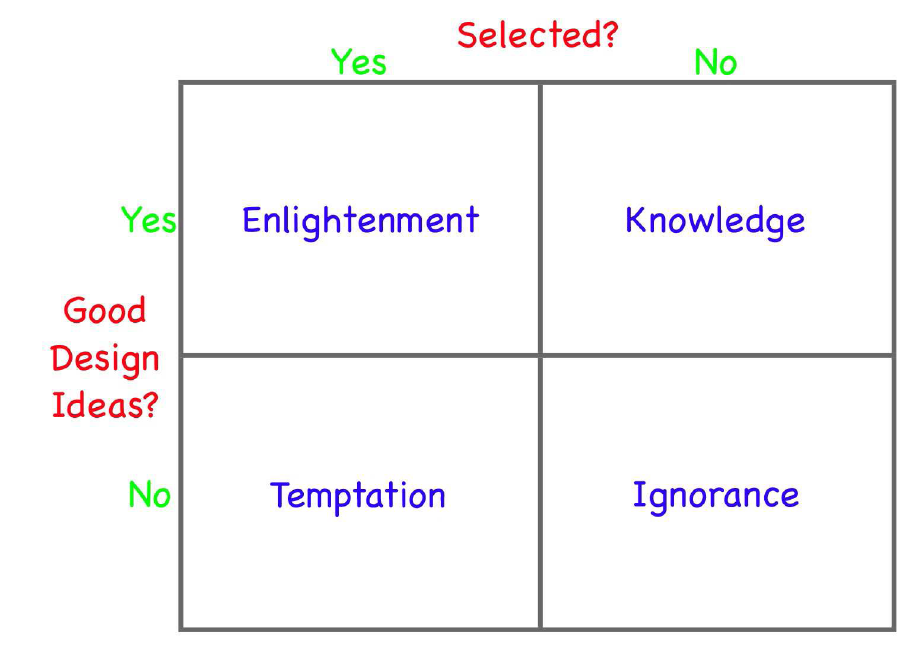 Selected?
Yes No
Yes
Enlightenment Knowledge
Good
Design
Ideas?
No
Temptation Ignorance